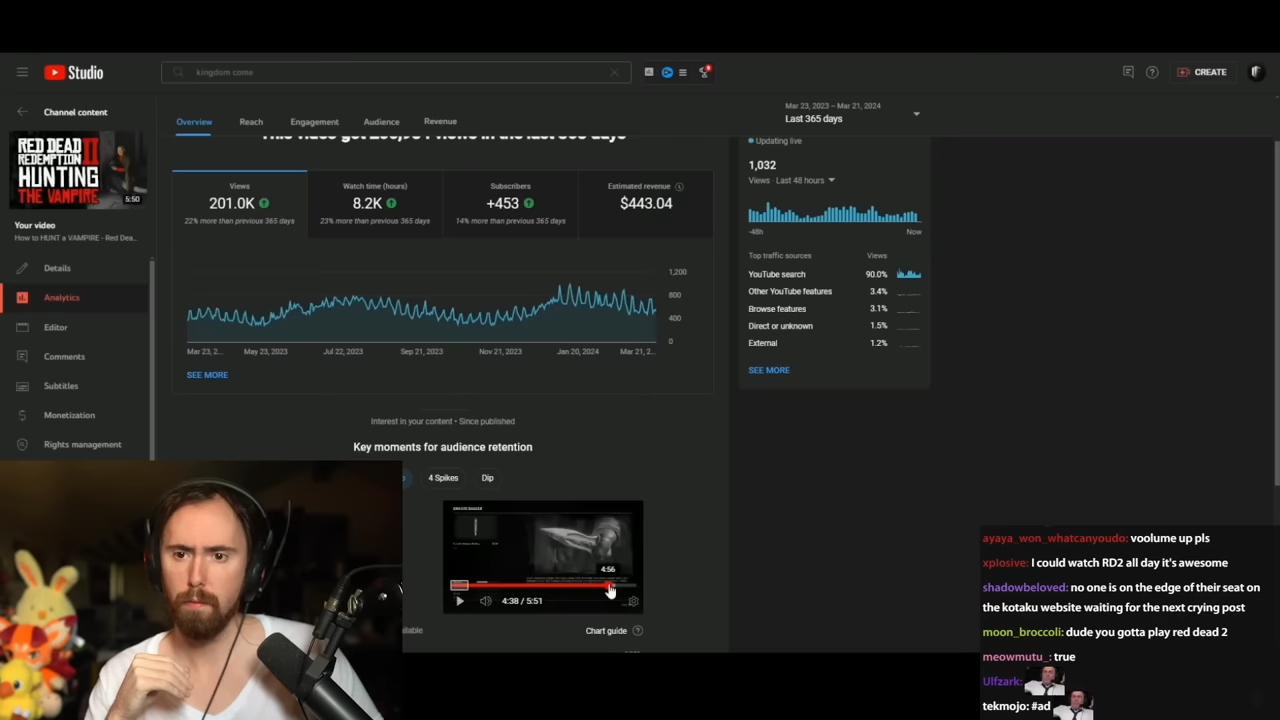 Studio
kingdom come
CREATE
Channel content
Overview
Reach
Engagement
Audience
Revenue
Mar 23, 2023 – Mar 21, 2024
Last 365 days
RED DEAD
REDEMPTION II
HUNTING
THE VAMPIRE
5:50
Your video
How to HUNT a VAMPIRE - Red Dea...
Details
Analytics
Editor
Comments
Subtitles
Monetization
Rights management
views in the last 365 days
Views
201.0K
22% more than previous 365 days
Watch time (hours)
8.2K
23% more than previous 365 days
Subscribers
+453
14% more than previous 365 days
Estimated revenue
$443.04
1,200
800
400
0
Mar 23, 2...
May 23, 2023
Jul 22, 2023
Sep 21, 2023
Nov 21, 2023
Jan 20, 2024
Mar 21, 2...
SEE MORE
Interest in your content • Since published
Key moments for audience retention
4 Spikes
Dip
4:56
4:38 / 5:51
Chart guide
Updating live
1,032
Views · Last 48 hours
-48h
Now
Top traffic sources
Views
YouTube search
90.0%
Other YouTube features
3.4%
Browse features
3.1%
Direct or unknown
1.5%
External
1.2%
SEE MORE
ayaya_won_whatcanyoudo: voolume up pls
xplosive: I could watch RD2 all day it's awesome
shadowbeloved: no one is on the edge of their seat on
the kotaku website waiting for the next crying post
moon_broccoli: dude you gotta play red dead 2
meowmutu_: true
Ulfzark:
tekmojo: #ad